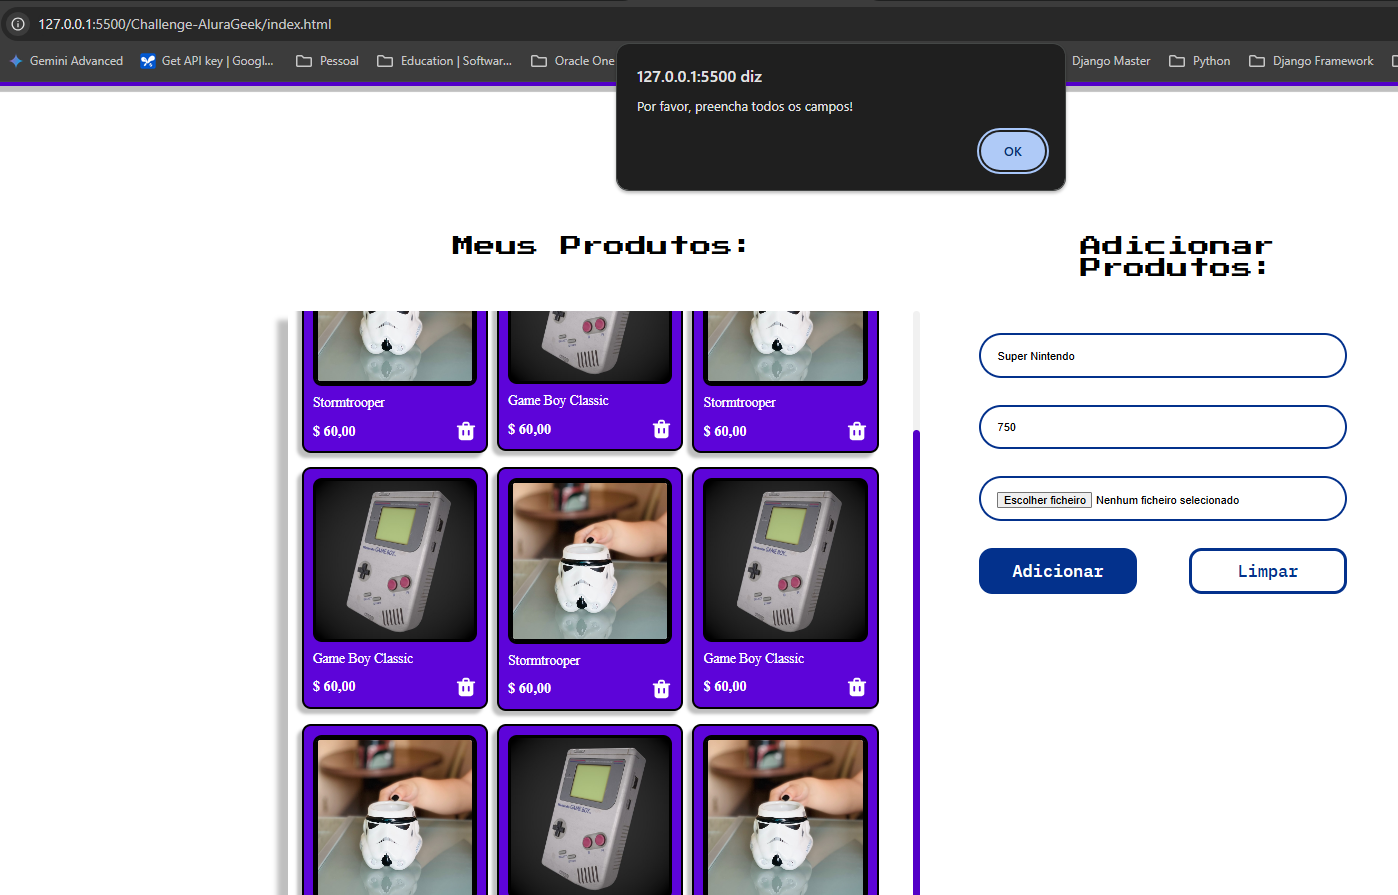 127.0.0.1:5500/Challenge-AluraGeek/index.html
Gemini Advanced
Get API key | Googl...
Pessoal
Education | Softwar...
Oracle One
Django Master
Python
Django Framework
127.0.0.1:5500 diz
Por favor, preencha todos os campos!
OK
Meus Produtos:
Adicionar
Produtos:
Stormtrooper
$ 60,00
Game Boy Classic
$ 60,00
Stormtrooper
$ 60,00
Game Boy Classic
$ 60,00
Stormtrooper
$ 60,00
Game Boy Classic
$ 60,00
Super Nintendo
750
Escolher ficheiro Nenhum ficheiro selecionado
Adicionar
Limpar